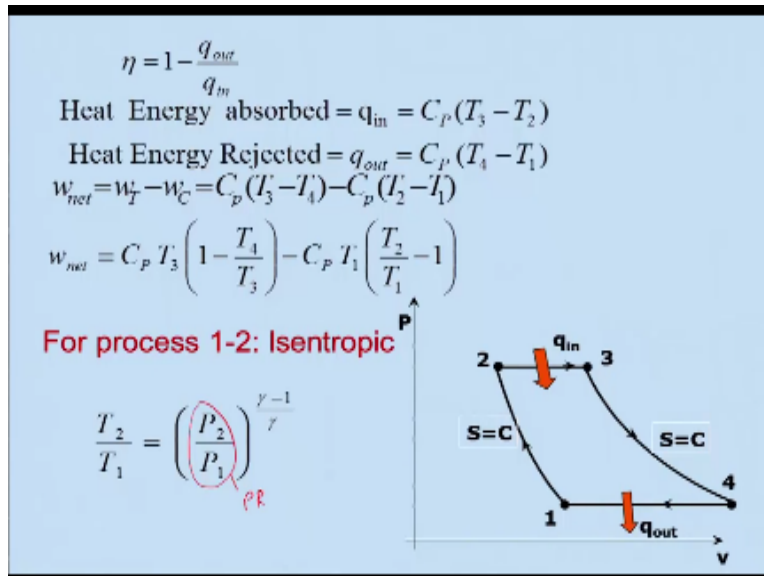 η = 1 − q_out / q_in
Heat Energy absorbed = q_in = C_P (T_3 − T_2)
Heat Energy Rejected = q_out = C_P (T_4 − T_1)
w_net = w_T − w_C = C_p (T_3 − T_4) − C_p (T_2 − T_1)
w_net = C_P T_3 (1 − T_4 / T_3) − C_P T_1 (T_2 / T_1 − 1)
For process 1-2: Isentropic
T_2 / T_1 = (P_2 / P_1)^((γ − 1) / γ)
PR
P
2
q_in
3
S=C
S=C
4
1
q_out
v